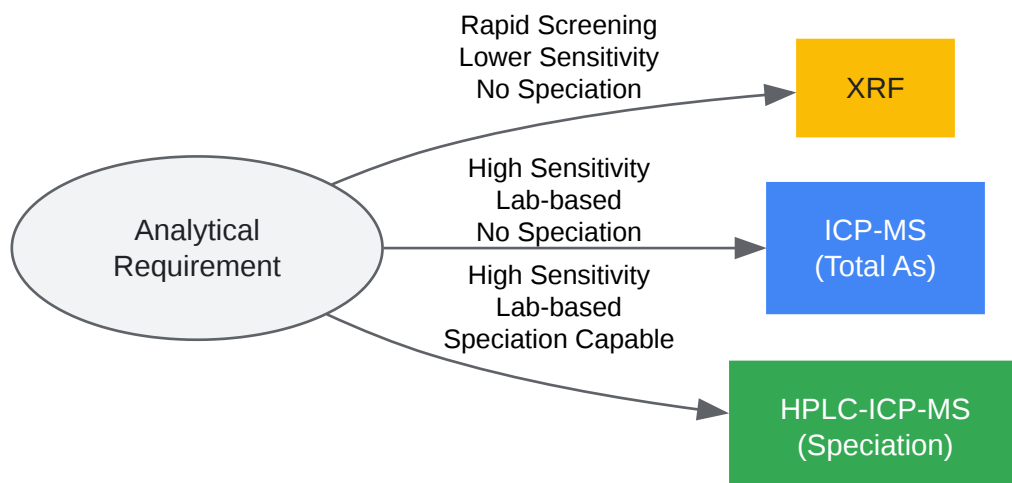 Rapid Screening
Lower Sensitivity
No Speciation
XRF
High Sensitivity
Lab-based
No Speciation
ICP-MS
(Total As)
Analytical
Requirement
High Sensitivity
Lab-based
Speciation Capable
HPLC-ICP-MS
(Speciation)